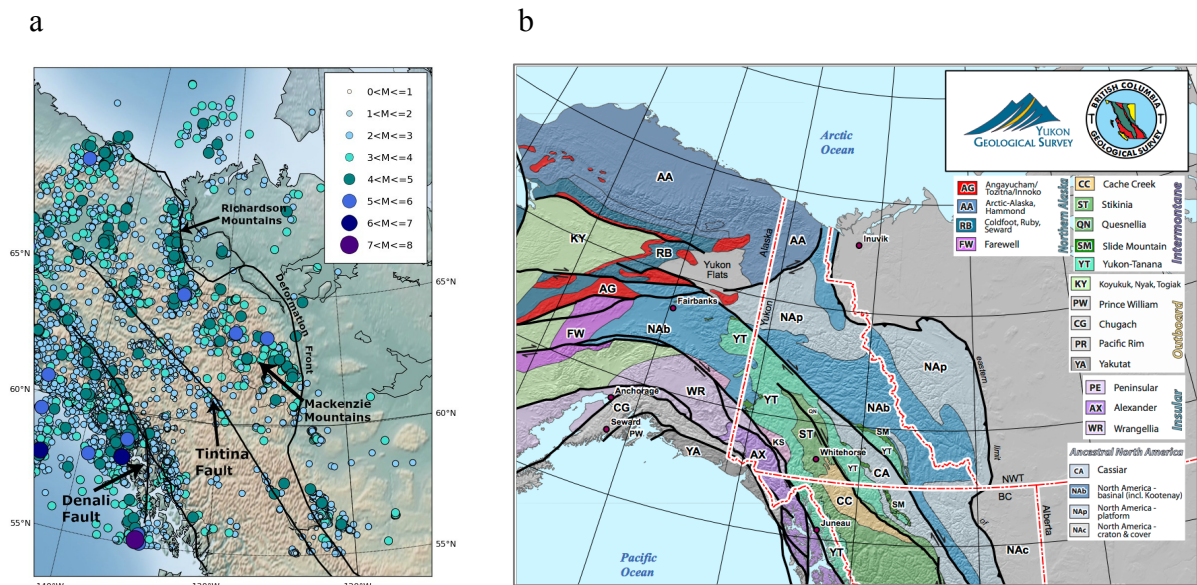 a
b
0<M<=1
1<M<=2
2<M<=3
3<M<=4
4<M<=5
5<M<=6
6<M<=7
7<M<=8
Richardson
Mountains
65°N
65°N
Deformation
Front
60°N
60°N
Mackenzie
Mountains
Tintina
Fault
Denali
Fault
55°N
55°N
YUKON
GEOLOGICAL SURVEY
BRITISH COLUMBIA
GEOLOGICAL SURVEY
Arctic
Ocean
AA
AA
Inuvik
KY
RB
Yukon
Flats
Alaska
Yukon
AG
Fairbanks
FW
NAb
NAp
YT
NAp
eastern
limit
of
WR
Anchorage
CG
Seward
PW
YA
YT
QN
ST
NAb
SM
YT
KS
Whitehorse
AX
YT
CA
CC
SM
NWT
BC
Alberta
Juneau
YT
NAc
Pacific
Ocean
AG Angayucham/
Tozitna/Innoko
AA Arctic-Alaska,
Hammond
RB Coldfoot, Ruby,
Seward
FW Farewell
Northern Alaska
CC Cache Creek
ST Stikinia
QN Quesnellia
SM Slide Mountain
YT Yukon-Tanana
Intermontane
KY Koyukuk, Nyak, Togiak
PW Prince William
CG Chugach
PR Pacific Rim
YA Yakutat
Outboard
PE Peninsular
AX Alexander
WR Wrangellia
Insular
Ancestral North America
CA Cassiar
NAb North America -
basinal (incl. Kootenay)
NAp North America -
platform
NAc North America -
craton & cover